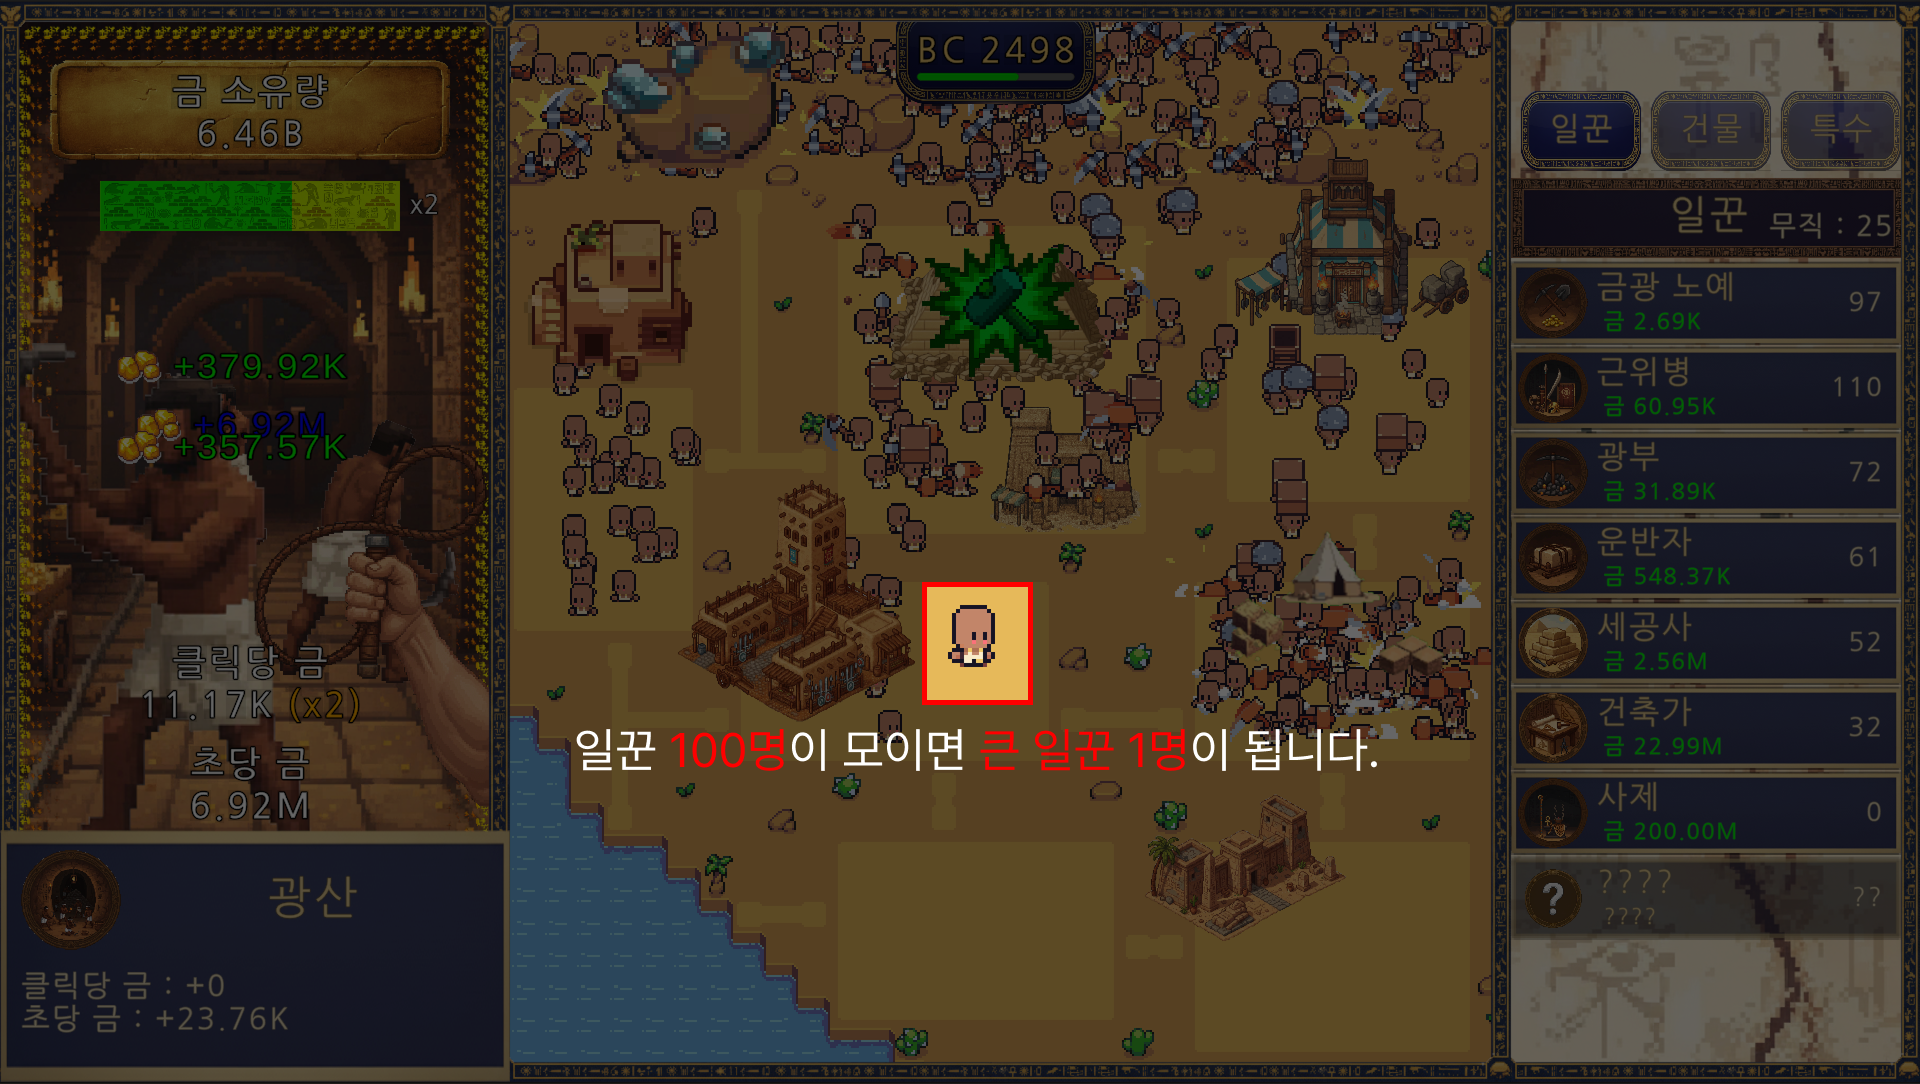 금 소유량
6.46B
x2
+379.92K
+6.92M
+357.57K
클릭당 금
11.17K (x2)
초당 금
6.92M
광산
클릭당 금 : +0
초당 금 : +23.76K
BC 2498
일꾼 100명이 모이면 큰 일꾼 1명이 됩니다.
일꾼
건물
특수
일꾼 무직 : 25
금광 노예
금 2.69K
97
근위병
금 60.95K
110
광부
금 31.89K
72
운반자
금 548.37K
61
세공사
금 2.56M
52
건축가
금 22.99M
32
사제
금 200.00M
0
?
????
????
??